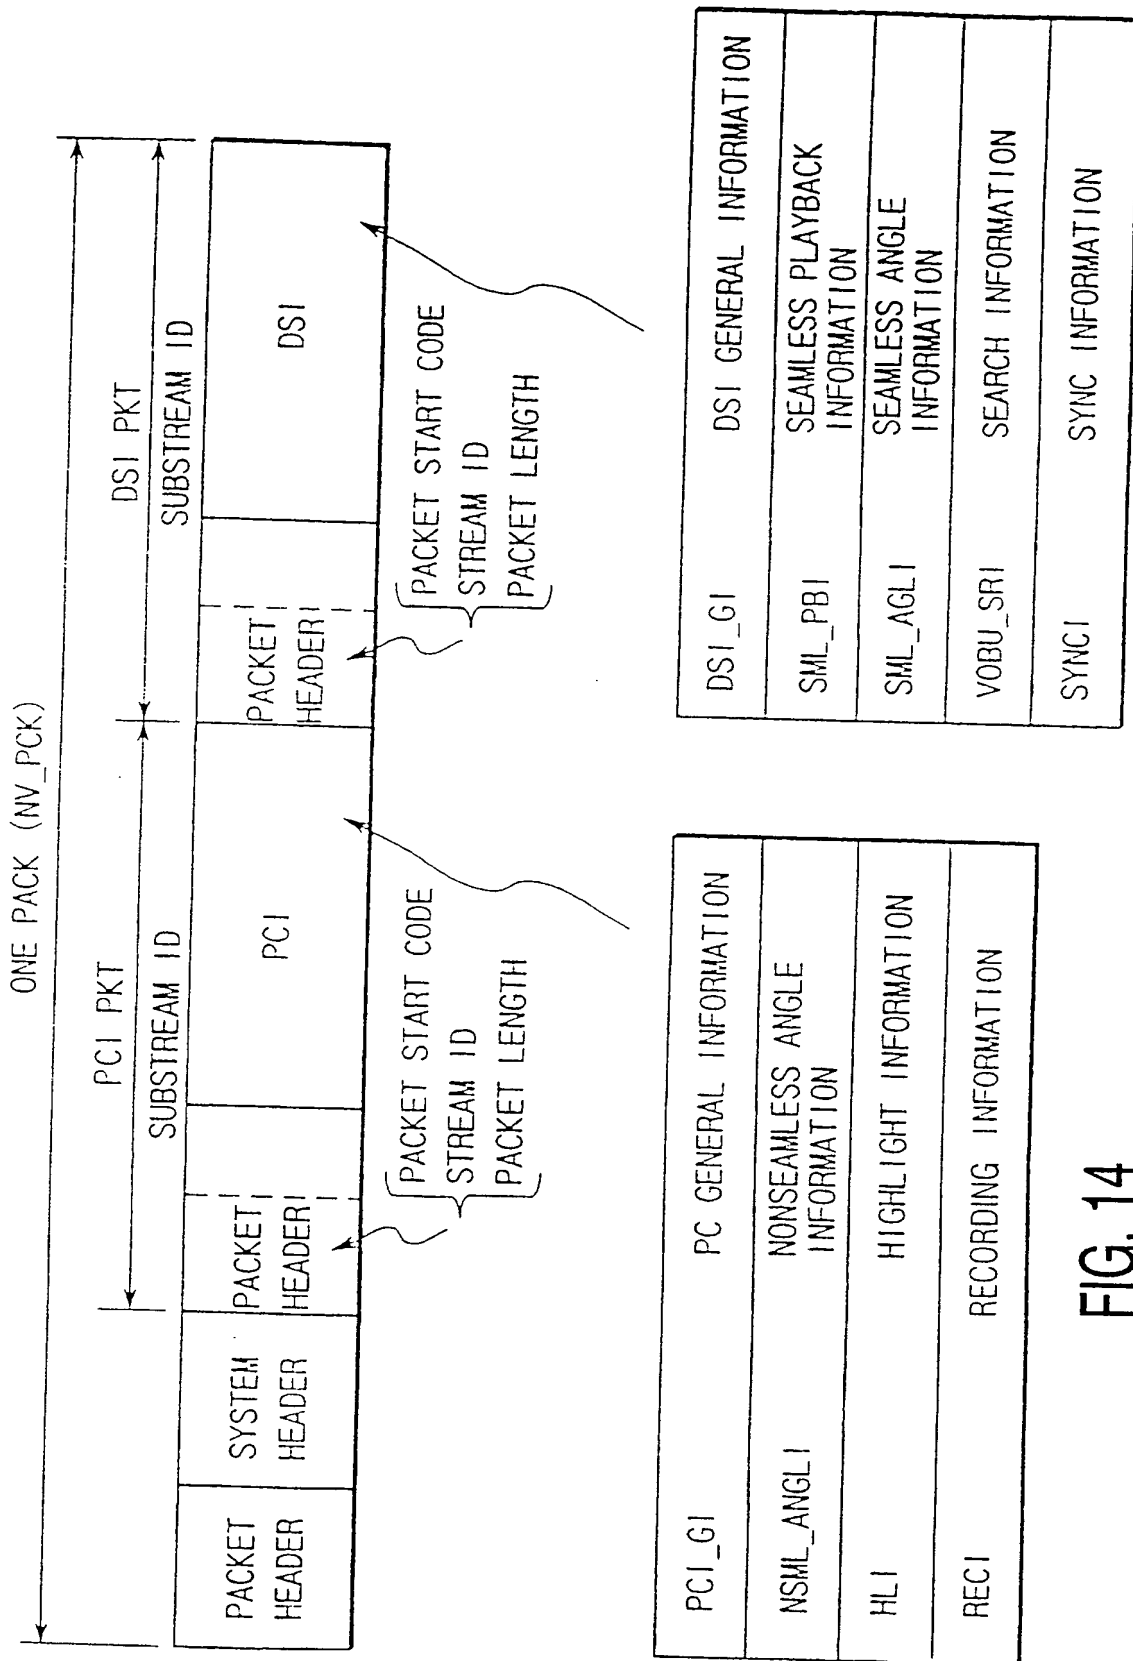 ONE PACK (NV_PCK)
PCI PKT
DSI PKT
SUBSTREAM ID
SUBSTREAM ID
PACKET
HEADER
SYSTEM
HEADER
PACKET
HEADER
PCI
PACKET
HEADER
DSI
PACKET START CODE
STREAM ID
PACKET LENGTH
PACKET START CODE
STREAM ID
PACKET LENGTH
PCI_GI PC GENERAL INFORMATION
NSML_ANGLI NONSEAMLESS ANGLE
INFORMATION
HLI HIGHLIGHT INFORMATION
RECI RECORDING INFORMATION
DSI_GI DSI GENERAL INFORMATION
SML_PBI SEAMLESS PLAYBACK
INFORMATION
SML_AGLI SEAMLESS ANGLE
INFORMATION
VOBU_SRI SEARCH INFORMATION
SYNCI SYNC INFORMATION
FIG. 14